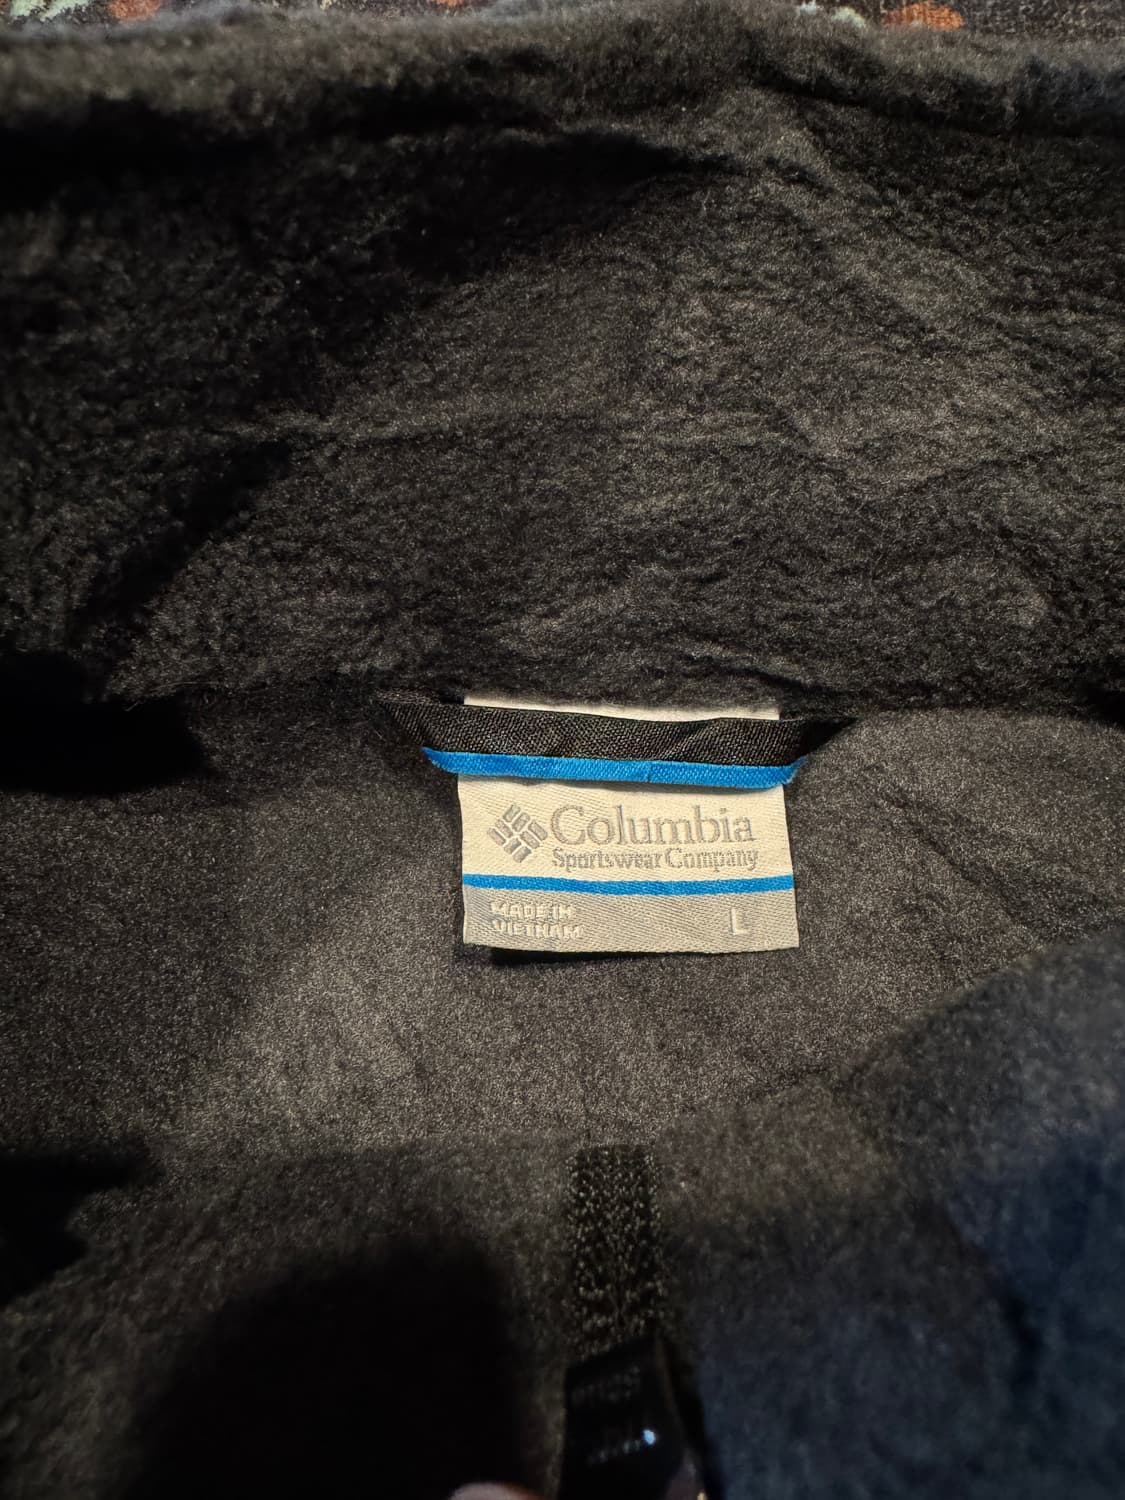 Columbia
Sportswear Company
MADE IN
VIETNAM
L